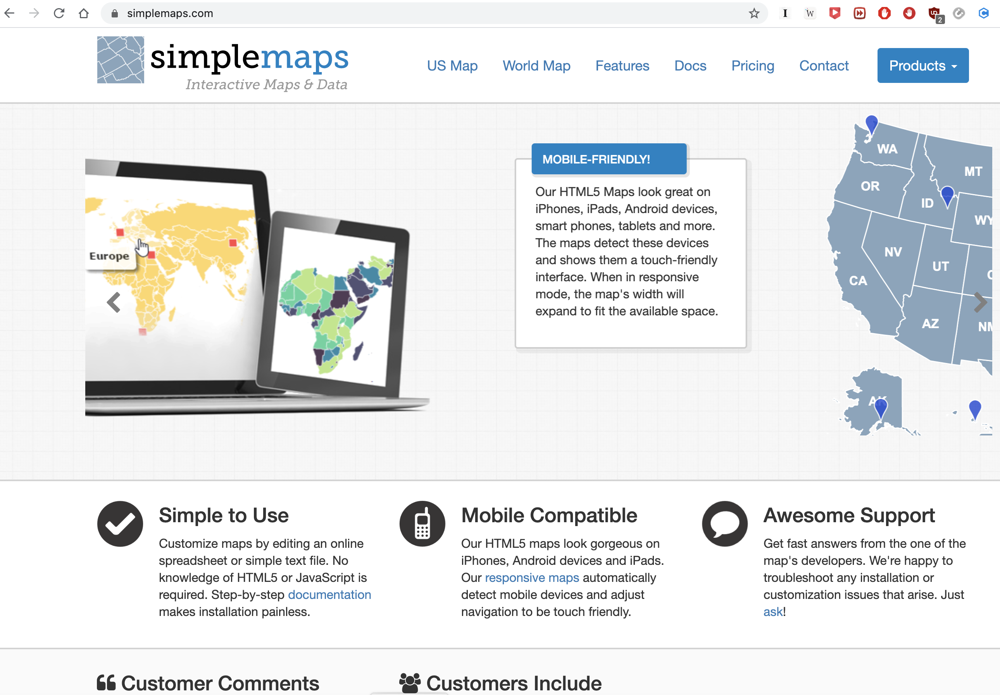 simplemaps.com
I
W
2
simplemaps
Interactive Maps & Data
US Map
World Map
Features
Docs
Pricing
Contact
Products
Europe
MOBILE-FRIENDLY!
Our HTML5 Maps look great on
iPhones, iPads, Android devices,
smart phones, tablets and more.
The maps detect these devices
and shows them a touch-friendly
interface. When in responsive
mode, the map's width will
expand to fit the available space.
WA
MT
OR
ID
WY
NV
UT
C
CA
AZ
NM
AK
Simple to Use
Customize maps by editing an online
spreadsheet or simple text file. No
knowledge of HTML5 or JavaScript is
required. Step-by-step documentation
makes installation painless.
Mobile Compatible
Our HTML5 maps look gorgeous on
iPhones, Android devices and iPads.
Our responsive maps automatically
detect mobile devices and adjust
navigation to be touch friendly.
Awesome Support
Get fast answers from the one of the
map's developers. We're happy to
troubleshoot any installation or
customization issues that arise. Just
ask!
Customer Comments
Customers Include